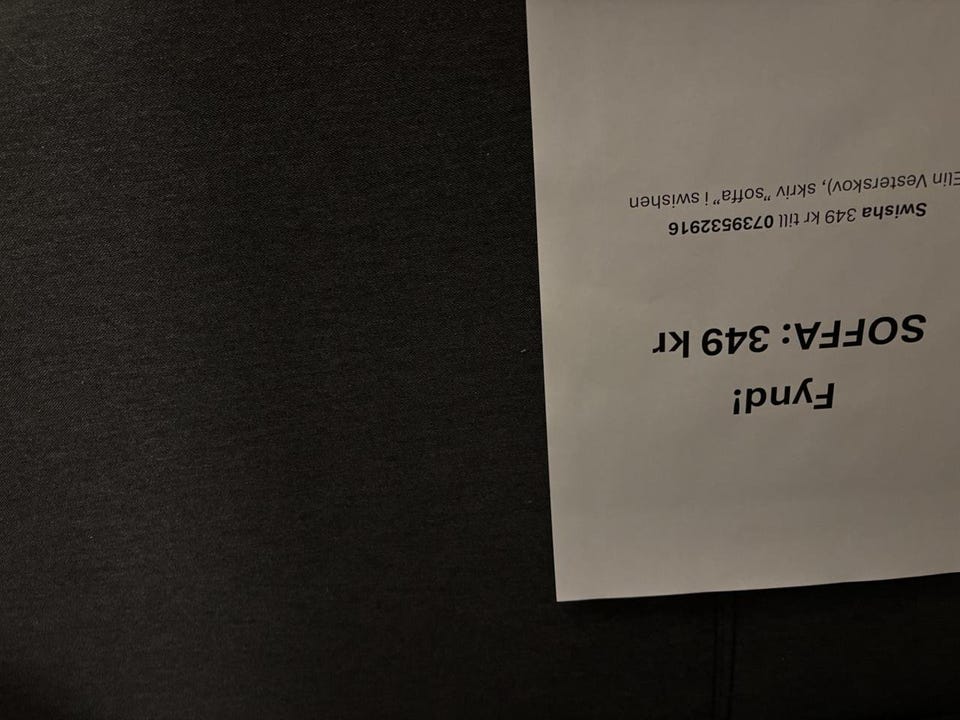 Fynd!
SOFFA: 349 kr
Swisha 349 kr till 0739532916
Elin Vesterskov), skriv "soffa" i swishen